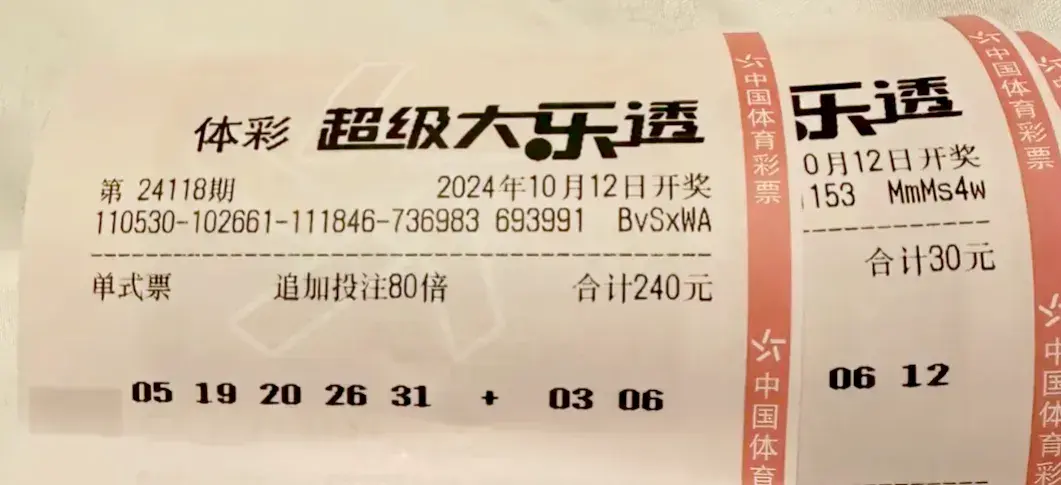 体彩 超级大乐透
第 24118期 2024年10月12日开奖
110530-102661-111846-736983 693991 BvSxWA
单式票 追加投注80倍 合计240元
05 19 20 26 31 + 03 06
中国体育彩票
中国体育
乐透
0月12日开奖
153 MmMs4w
合计30元
06 12
中国体育彩票
中国体育彩